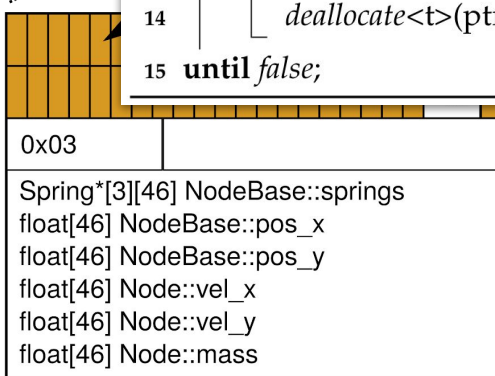 14 deallocate<t>(ptr
15 until false;
0x03
Spring*[3][46] NodeBase::springs
float[46] NodeBase::pos_x
float[46] NodeBase::pos_y
float[46] Node::vel_x
float[46] Node::vel_y
float[46] Node::mass